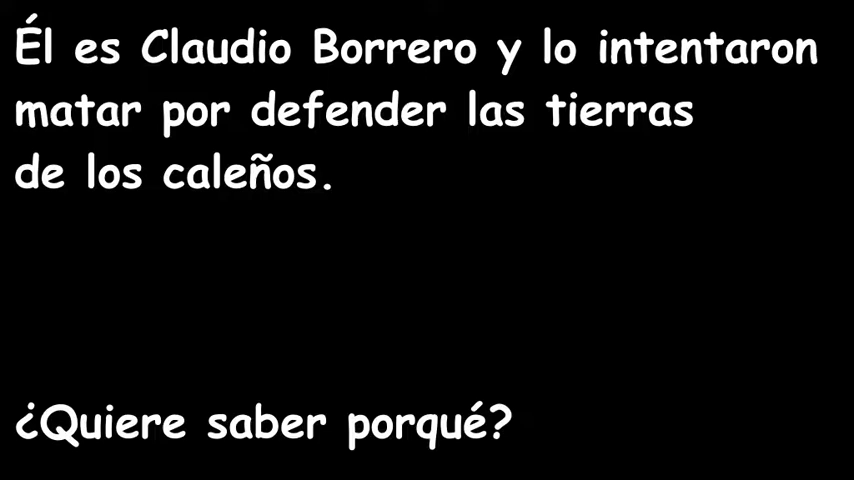 Él es Claudio Borrero y lo intentaron
matar por defender las tierras
de los caleños.
¿Quiere saber porqué?